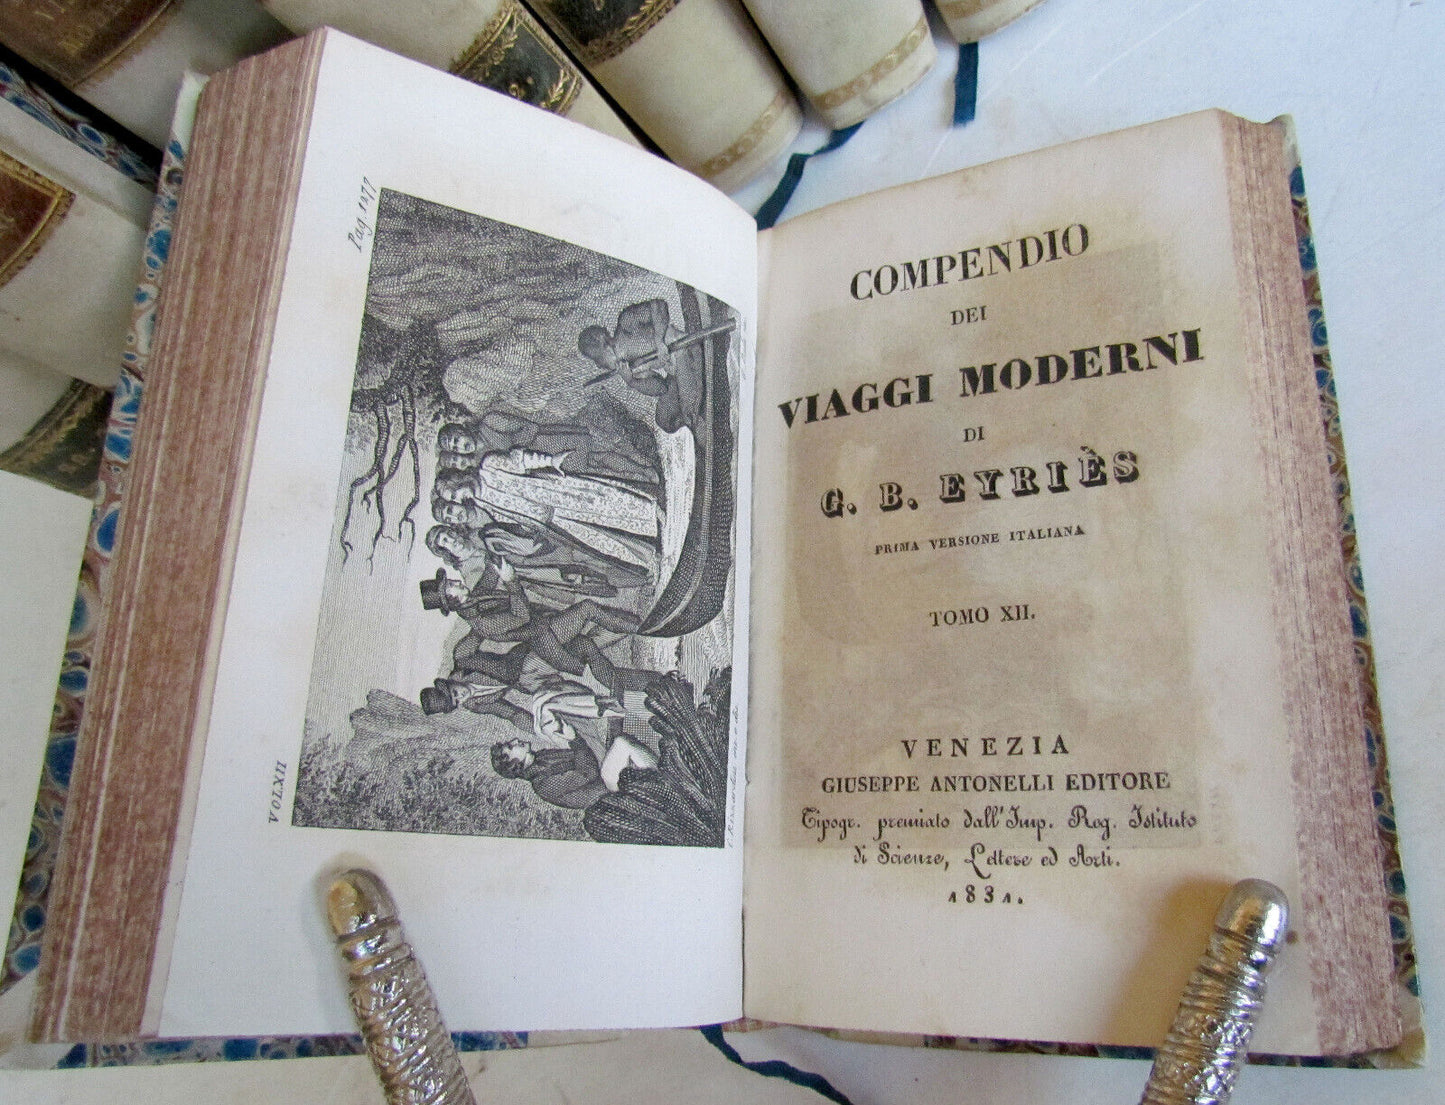 Pag 1277
VOL.XII
COMPENDIO
DEI
VIAGGI MODERNI
DI
G. B. EYRIÈS
PRIMA VERSIONE ITALIANA
TOMO XII.
VENEZIA
GIUSEPPE ANTONELLI EDITORE
Tipogr. premiato dall'Imp. Reg. Istituto
di Scienze, Lettere ed Arti.
1831.